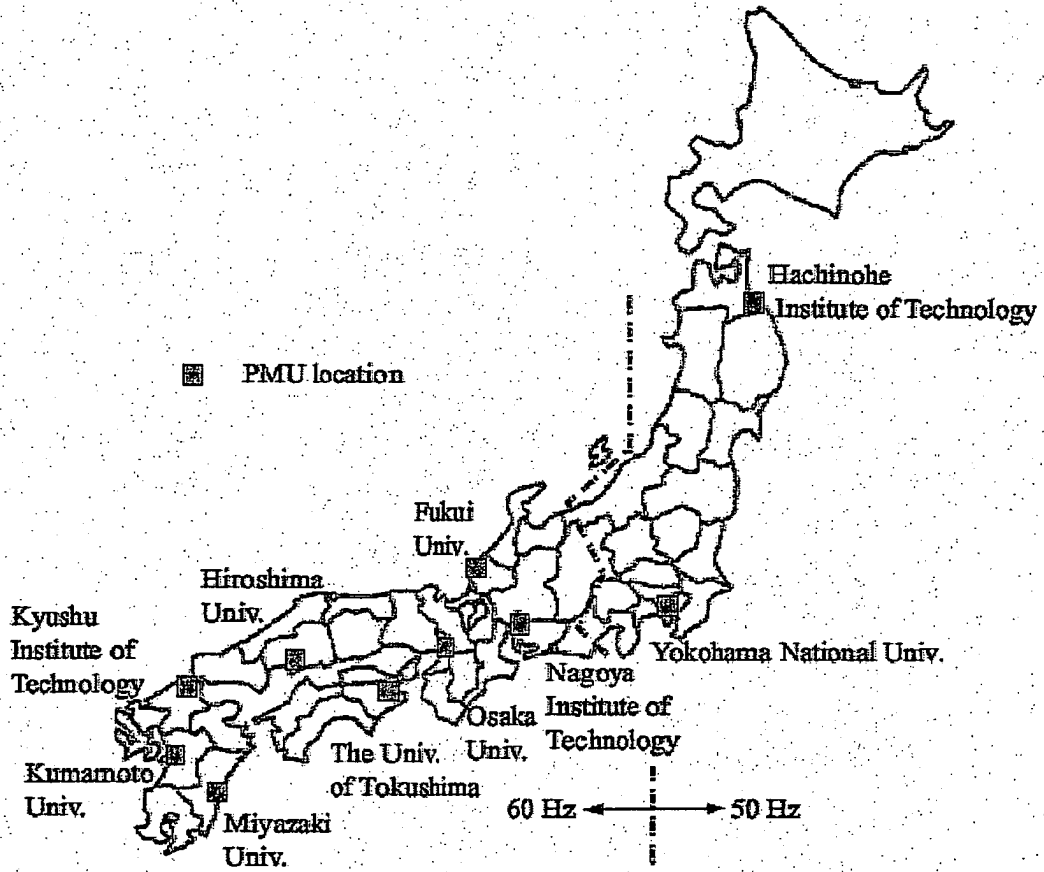 Hachinohe
Institute of Technology
PMU location
Fukui
Univ.
Hiroshima
Univ.
Kyushu
Institute of
Technology
Yokohama National Univ.
Nagoya
Institute of
Technology
Osaka
Univ.
The Univ.
of Tokushima
Kumamoto
Univ.
60 Hz
50 Hz
Miyazaki
Univ.